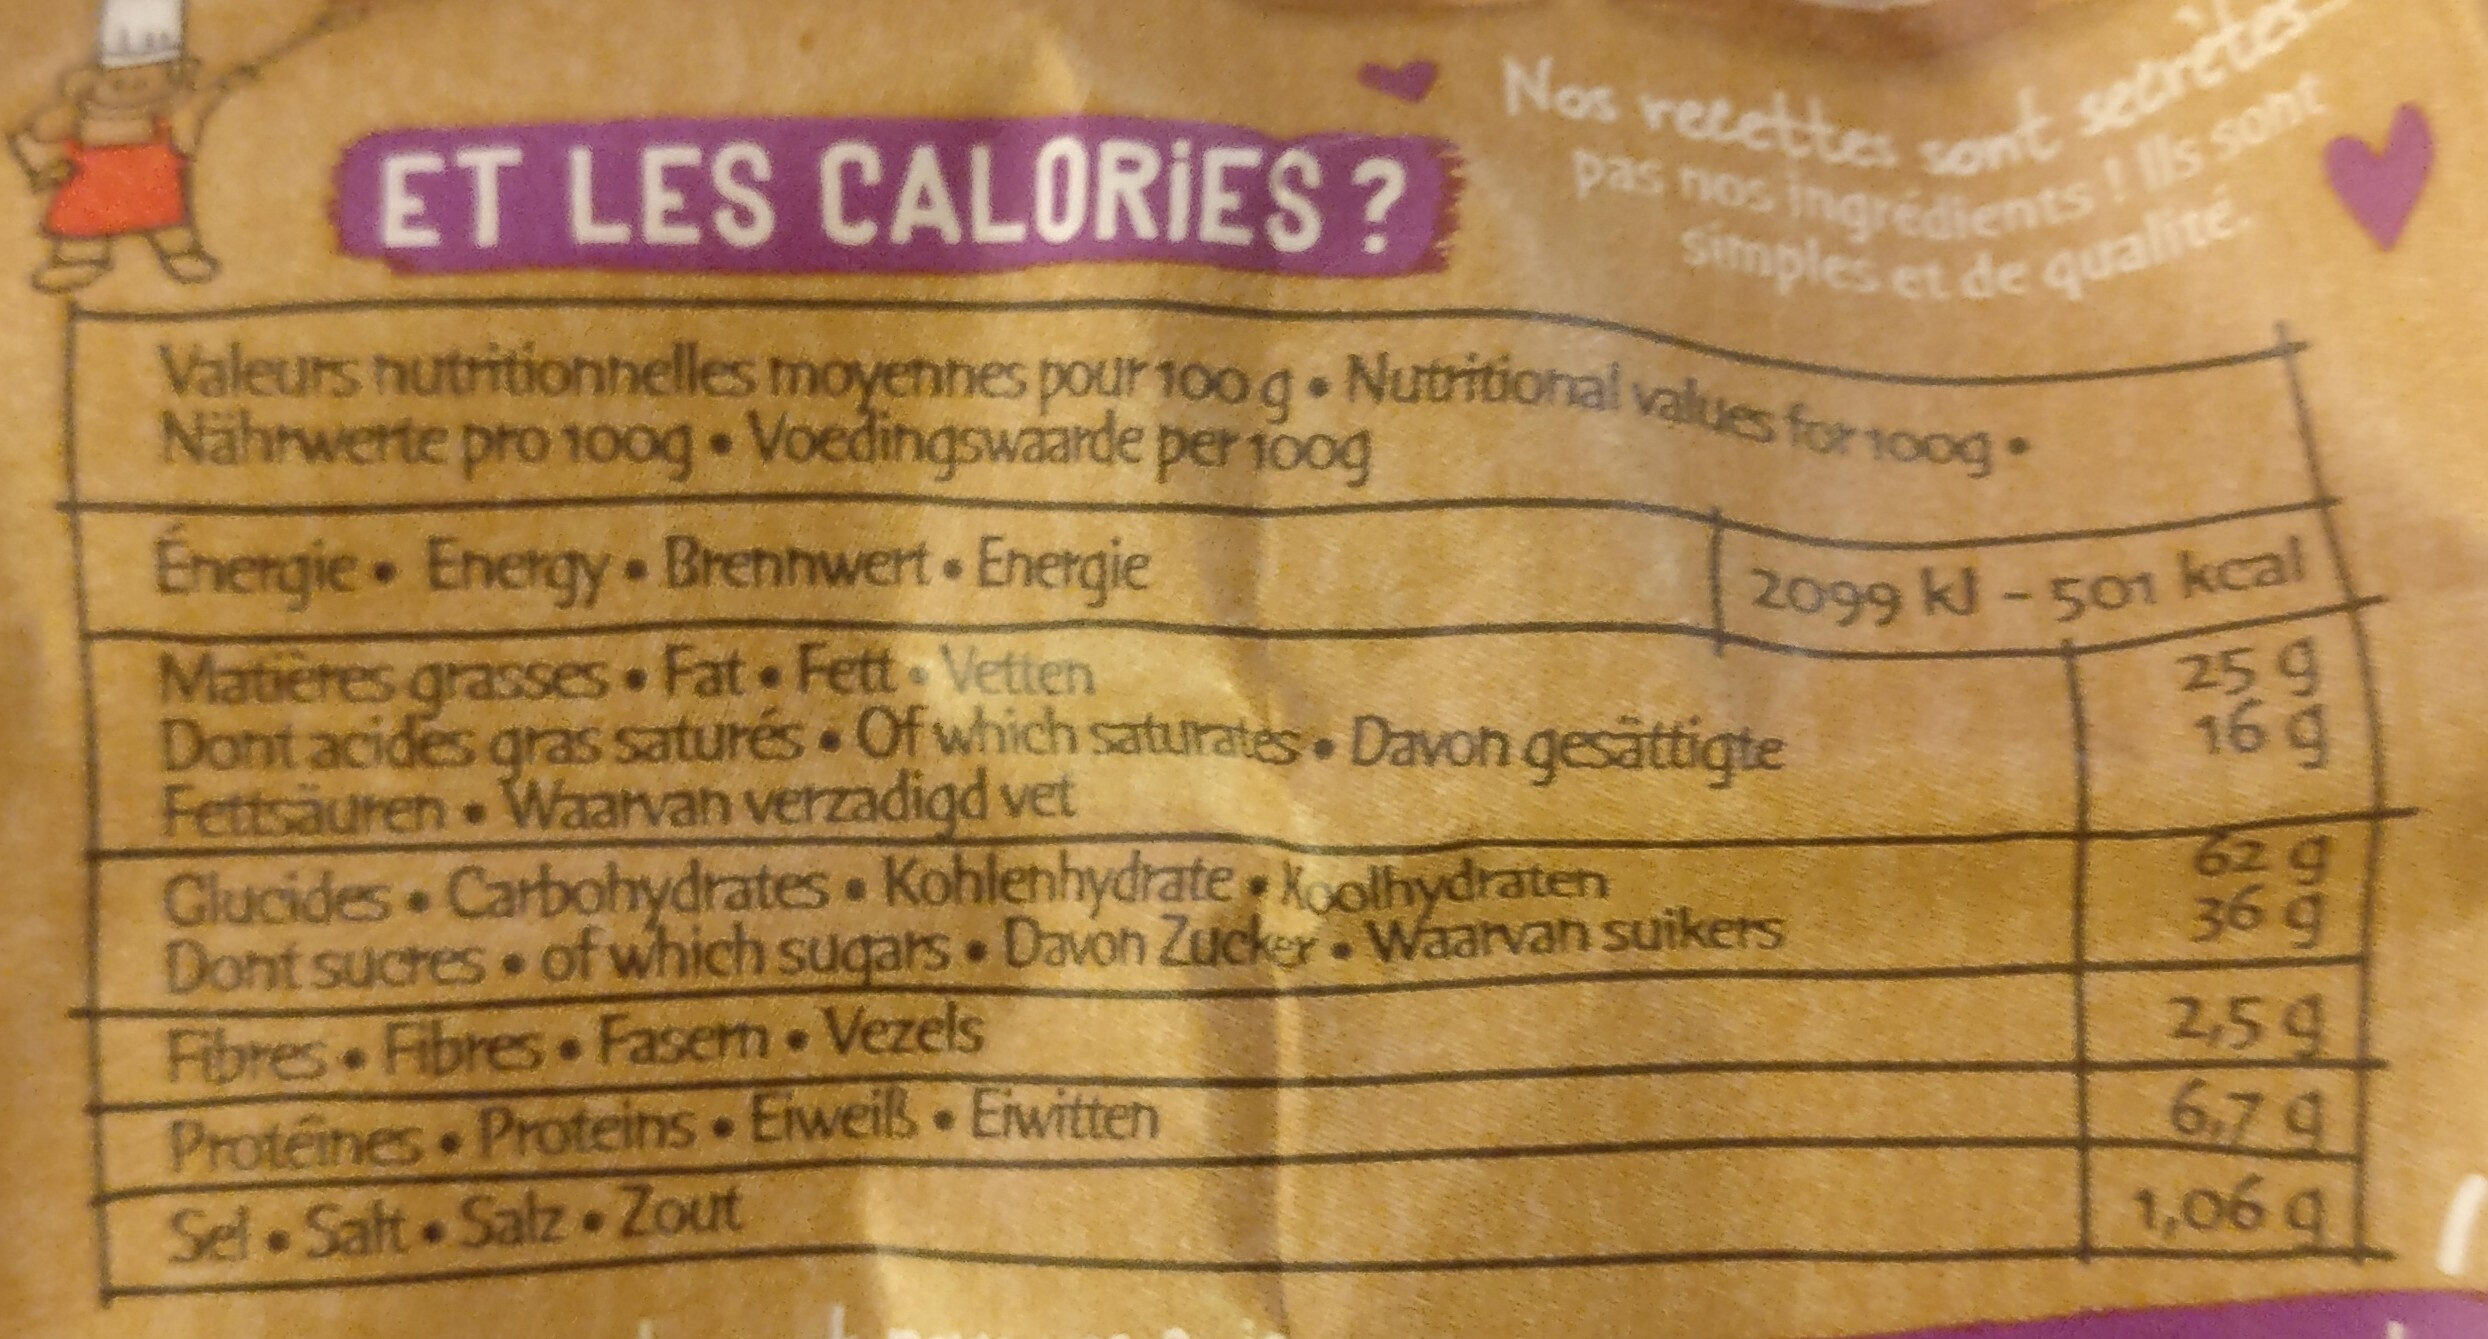 ET LES CALORIES ?
Nos recettes sont secrètes
pas nos ingrédients ! Ils sont
simples et de qualité.
Valeurs nutritionnelles moyennes pour 100 g • Nutritional values for 100g •
Nährwerte pro 100g • Voedingswaarde per 100g
Énergie • Energy • Brennwert • Energie 2099 kJ - 501 kcal
Matières grasses • Fat • Fett • Vetten 25 g
Dont acides gras saturés • Of which saturates • Davon gesättigte 16 g
Fettsäuren • Waarvan verzadigd vet
Glucides • Carbohydrates • Kohlenhydrate • Koolhydraten 62 g
Dont sucres • of which sugars • Davon Zucker • Waarvan suikers 36 g
Fibres • Fibres • Fasern • Vezels 2,5 g
Protéines • Proteins • Eiweiß • Eiwitten 6,7 g
Sel • Salt • Salz • Zout 1,06 g